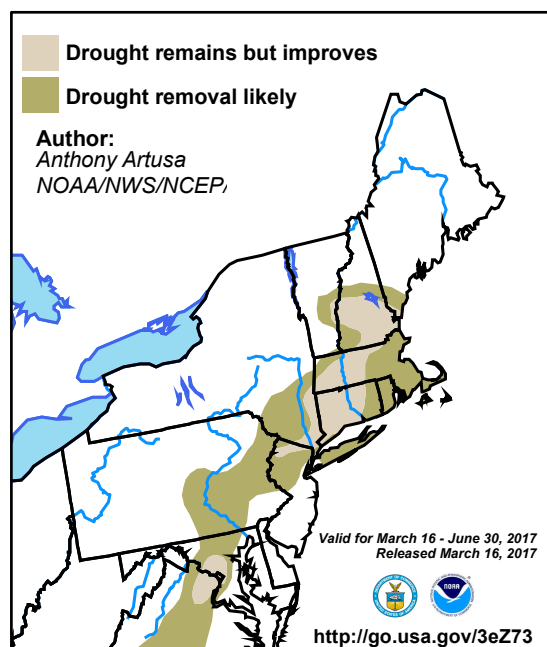 Drought remains but improves
Drought removal likely
Author:
Anthony Artusa
NOAA/NWS/NCEP/
Valid for March 16 - June 30, 2017
Released March 16, 2017
NOAA
http://go.usa.gov/3eZ73